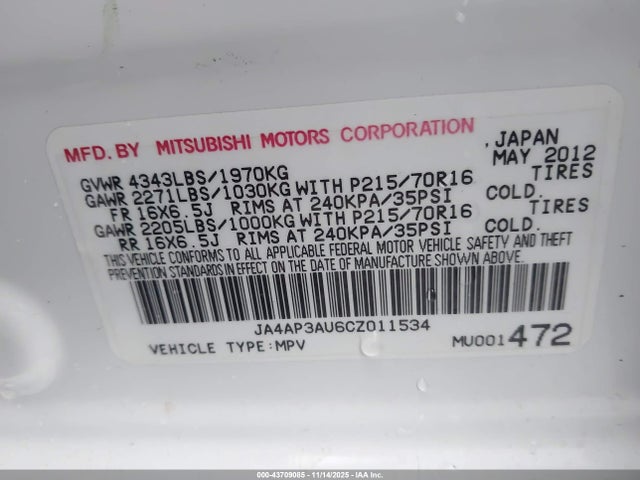 MFD. BY MITSUBISHI MOTORS CORPORATION , JAPAN
MAY 2012
GVWR 4343LBS/1970KG
GAWR 2271LBS/1030KG WITH P215/70R16 TIRES
FR 16X6.5J RIMS AT 240KPA/35PSI COLD.
GAWR 2205LBS/1000KG WITH P215/70R16 TIRES
RR 16X6.5J RIMS AT 240KPA/35PSI COLD.
THIS VEHICLE CONFORMS TO ALL APPLICABLE FEDERAL MOTOR VEHICLE SAFETY AND THEFT
PREVENTION STANDARDS IN EFFECT ON THE DATE OF MANUFACTURE SHOWN ABOVE.
JA4AP3AU6CZ011534
VEHICLE TYPE:MPV MU001472
000-43709085 - 11/14/2025 - IAA Inc.